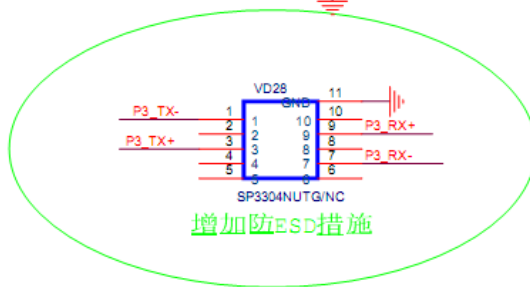 VD28
GND 11
P3_TX- 1 1 10 10
2 2 9 9 P3_RX+
P3_TX+ 3 3 8 8
4 4 7 7 P3_RX-
5 5 6 6
SP3304NUTG/NC
增加防ESD措施